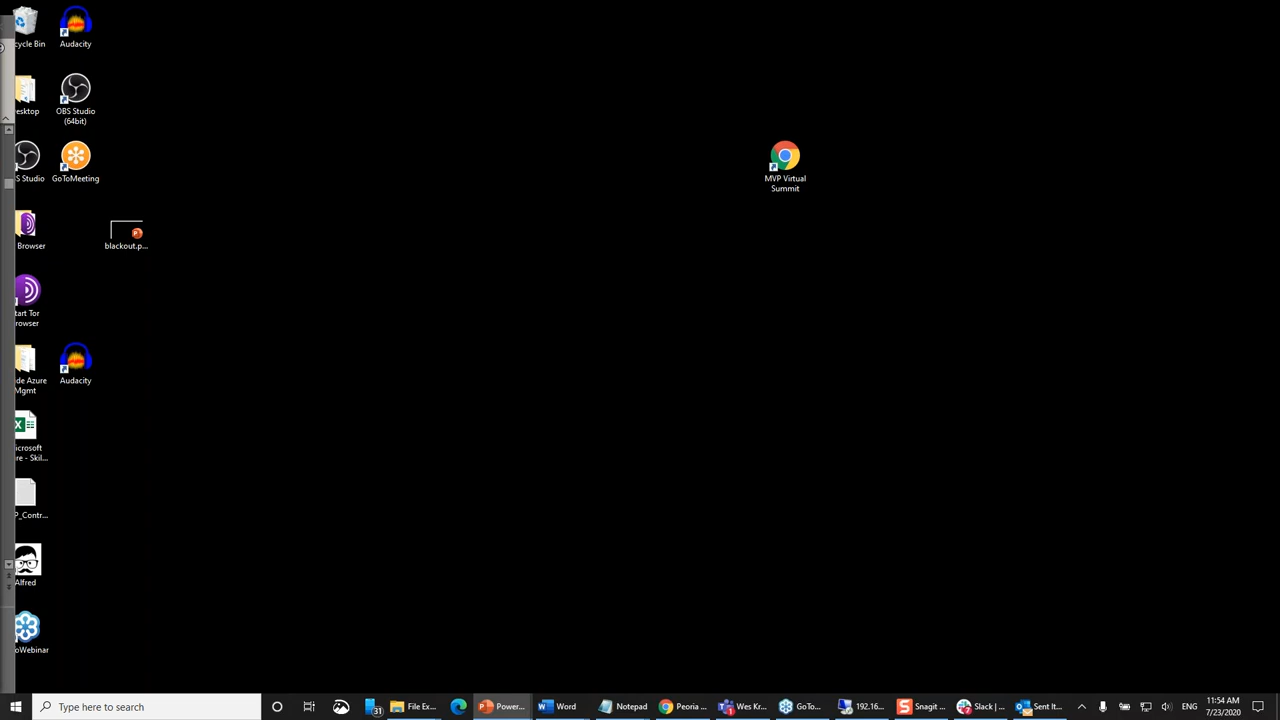 cycle Bin
Audacity
esktop
OBS Studio
(64bit)
S Studio
GoToMeeting
MVP Virtual
Summit
Browser
blackout.p...
tart Tor
rowser
de Azure
Mgmt
Audacity
icrosoft
re - Skil...
P_Contr...
Alfred
oWebinar
Type here to search
31
File Ex...
Power...
Word
Notepad
Peoria ...
Wes Kr...
GoTo...
192.16...
Snagit ...
Slack | ...
Sent It...
ENG
11:54 AM
7/23/2020